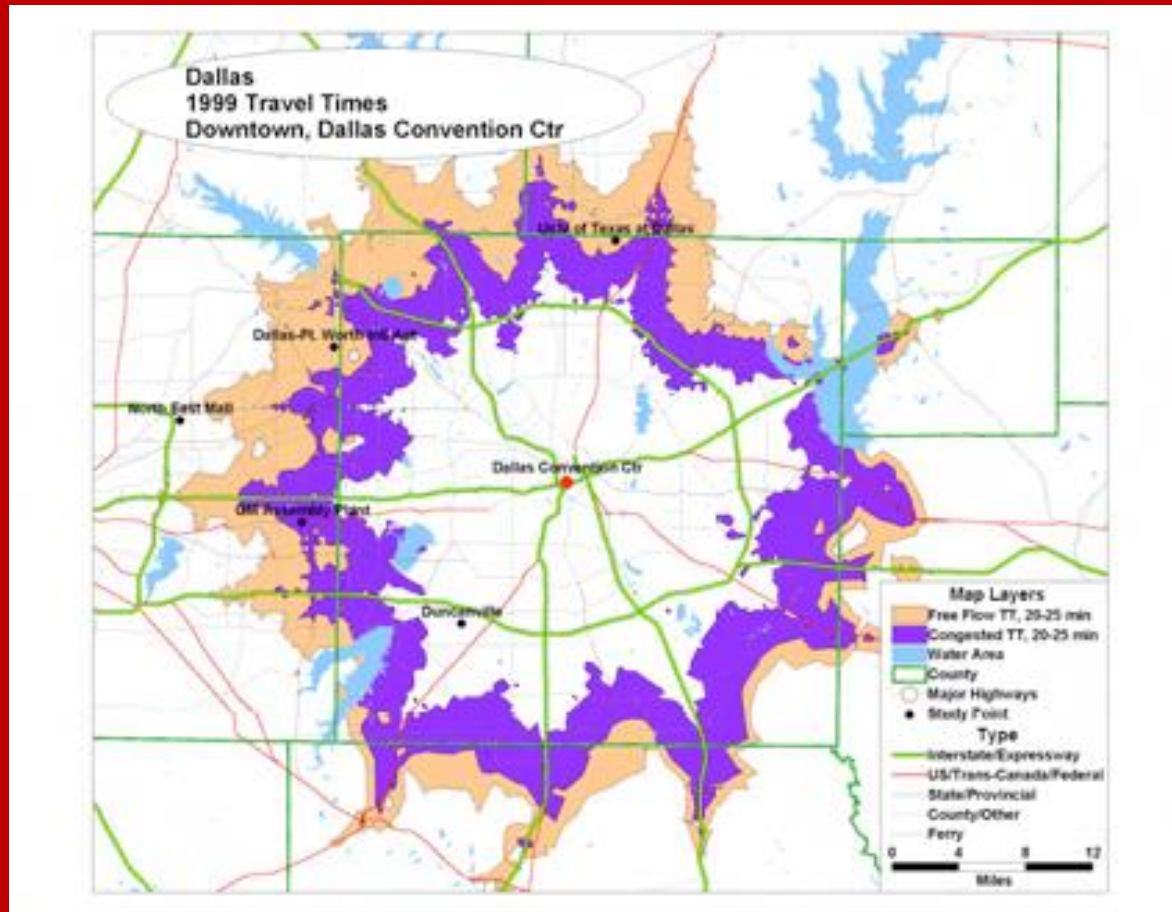 Dallas
1999 Travel Times
Downtown, Dallas Convention Ctr
Univ of Texas at Dallas
Dallas-Ft. Worth Intl Apt
North East Mall
Dallas Convention Ctr
GM Assembly Plant
Duncanville
Map Layers
Free Flow TT, 20-25 min
Congested TT, 20-25 min
Water Area
County
Major Highways
Study Point
Type
Interstate/Expressway
US/Trans-Canada/Federal
State/Provincial
County/Other
Ferry
0 4 8 12
Miles